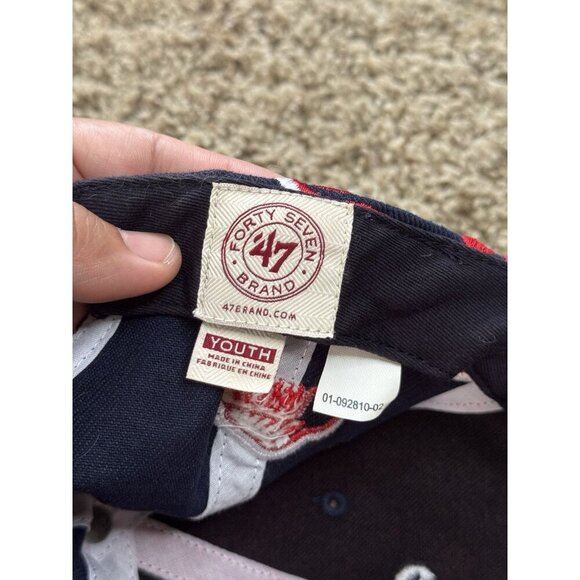 FORTY SEVEN
'47
BRAND
47BRAND.COM
YOUTH
MADE IN CHINA
FABRIQUE EN CHINE
01-092810-02